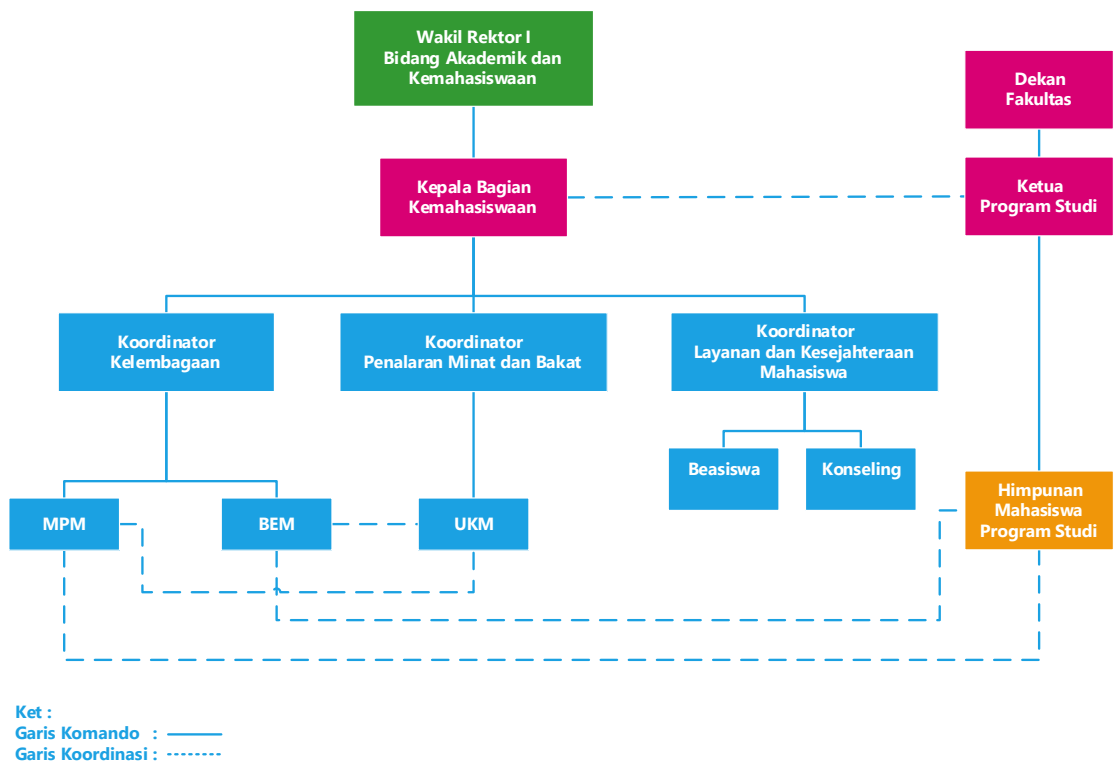 Wakil Rektor I
Bidang Akademik dan
Kemahasiswaan
Dekan
Fakultas
Kepala Bagian
Kemahasiswaan
Ketua
Program Studi
Koordinator
Kelembagaan
Koordinator
Penalaran Minat dan Bakat
Koordinator
Layanan dan Kesejahteraan
Mahasiswa
Beasiswa
Konseling
MPM
BEM
UKM
Himpunan
Mahasiswa
Program Studi
Ket :
Garis Komando :
Garis Koordinasi :